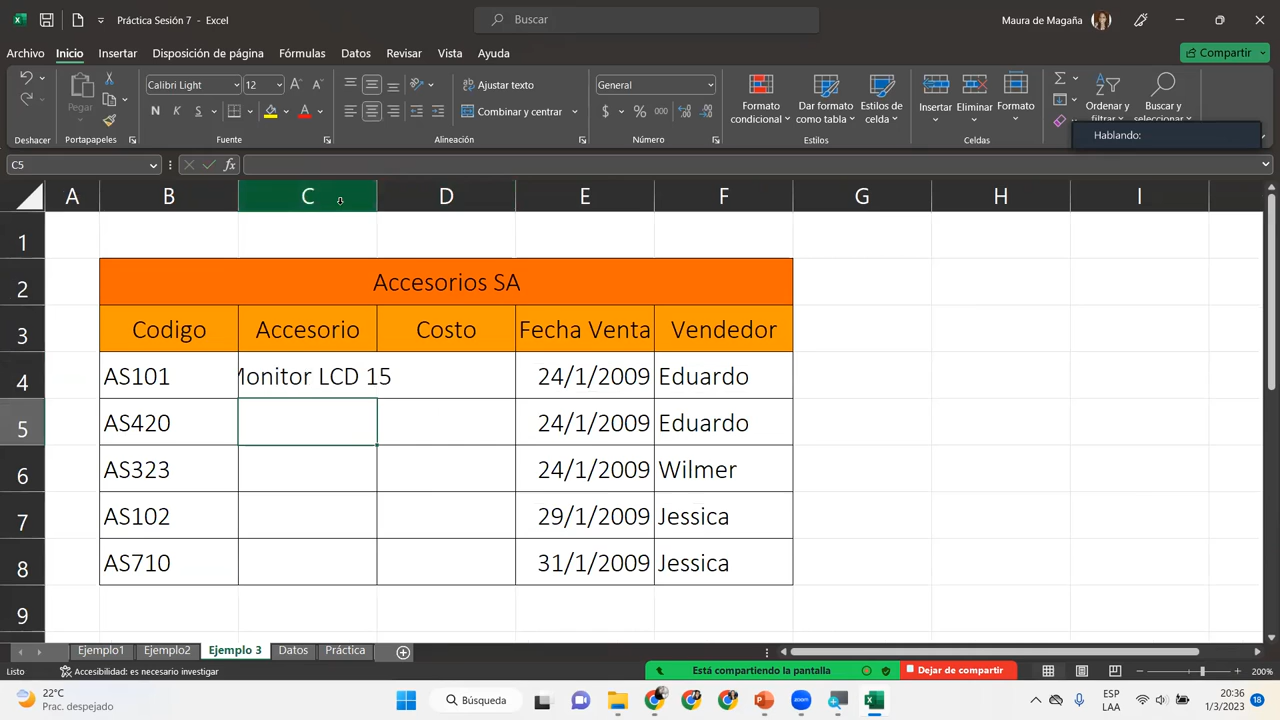 Práctica Sesión 7 - Excel
Buscar
Maura de Magaña
Archivo Inicio Insertar Disposición de página Fórmulas Datos Revisar Vista Ayuda
Compartir
Calibri Light 12
Ajustar texto
General
Pegar
N K S
Combinar y centrar
$ % 000
Formato condicional
Dar formato como tabla
Estilos de celda
Insertar
Eliminar
Formato
Ordenar y filtrar
Buscar y seleccionar
Hablando:
Deshacer Portapapeles Fuente Alineación Número Estilos Celdas
C5
fx
A B C D E F G H I
1
2 Accesorios SA
3 Codigo Accesorio Costo Fecha Venta Vendedor
4 AS101 Monitor LCD 15 24/1/2009 Eduardo
5 AS420 24/1/2009 Eduardo
6 AS323 24/1/2009 Wilmer
7 AS102 29/1/2009 Jessica
8 AS710 31/1/2009 Jessica
9
Ejemplo1 Ejemplo2 Ejemplo 3 Datos Práctica
Listo
Accesibilidad: es necesario investigar
Está compartiendo la pantalla
Dejar de compartir
200%
22°C
Prac. despejado
Búsqueda
ESP
LAA
20:36
1/3/2023
18